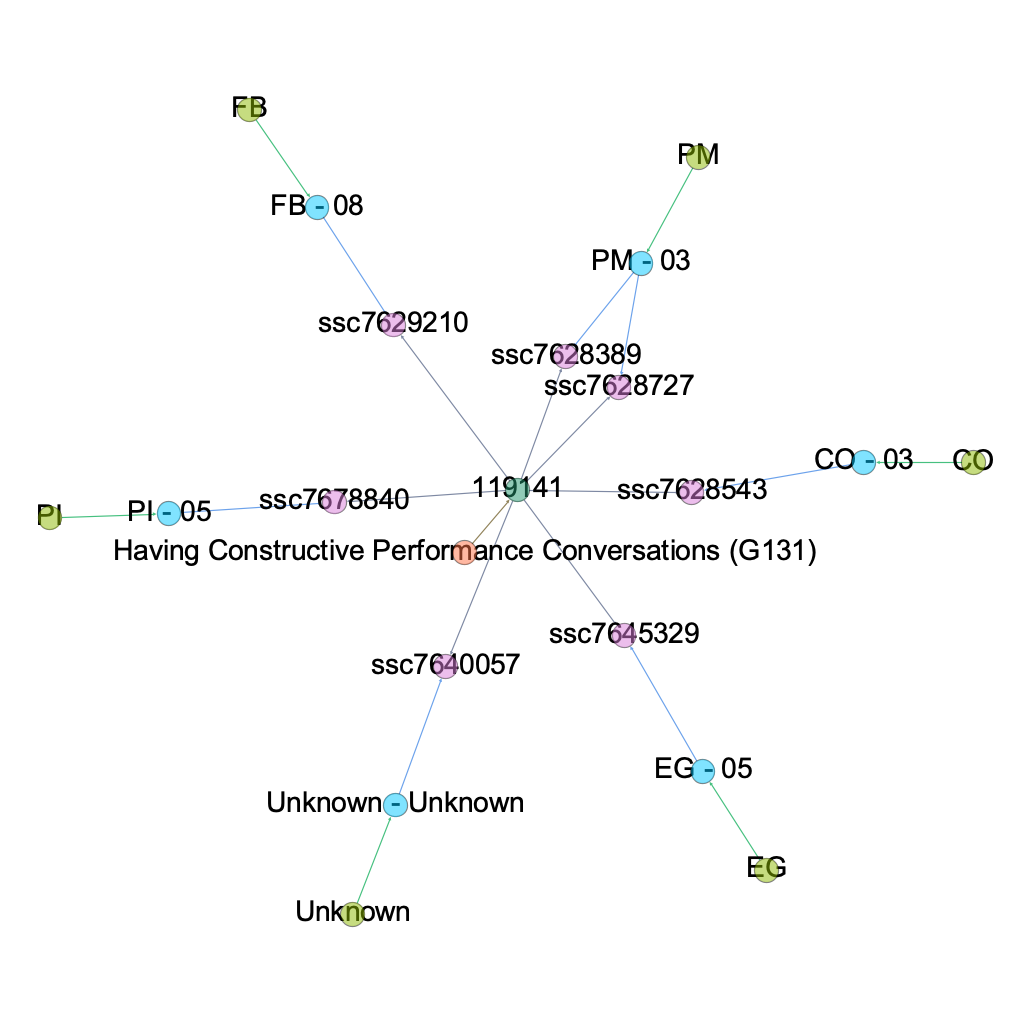 FB
PM
FB - 08
PM - 03
ssc7629210
ssc7628389
ssc7628727
CO - 03
CO
119141
ssc7628543
ssc7678840
PI - 05
PI
Having Constructive Performance Conversations (G131)
ssc7645329
ssc7640057
EG - 05
Unknown - Unknown
EG
Unknown